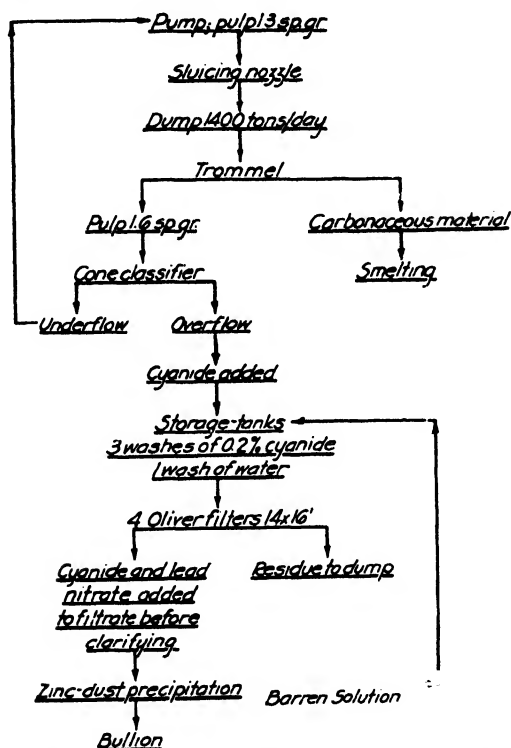 Pump; pulp 1.3 sp.gr.
Sluicing nozzle
Dump 1400 tons/day
Trommel
Pulp 1.6 sp.gr.
Carbonaceous material
Cone classifier
Smelting
Underflow
Overflow
Cyanide added
Storage-tanks
3 washes of 0.2% cyanide
1 wash of water
4 Oliver filters 14x16'
Cyanide and lead
nitrate added
to filtrate before
clarifying
Residue to dump
Zinc-dust precipitation
Barren Solution
Bullion